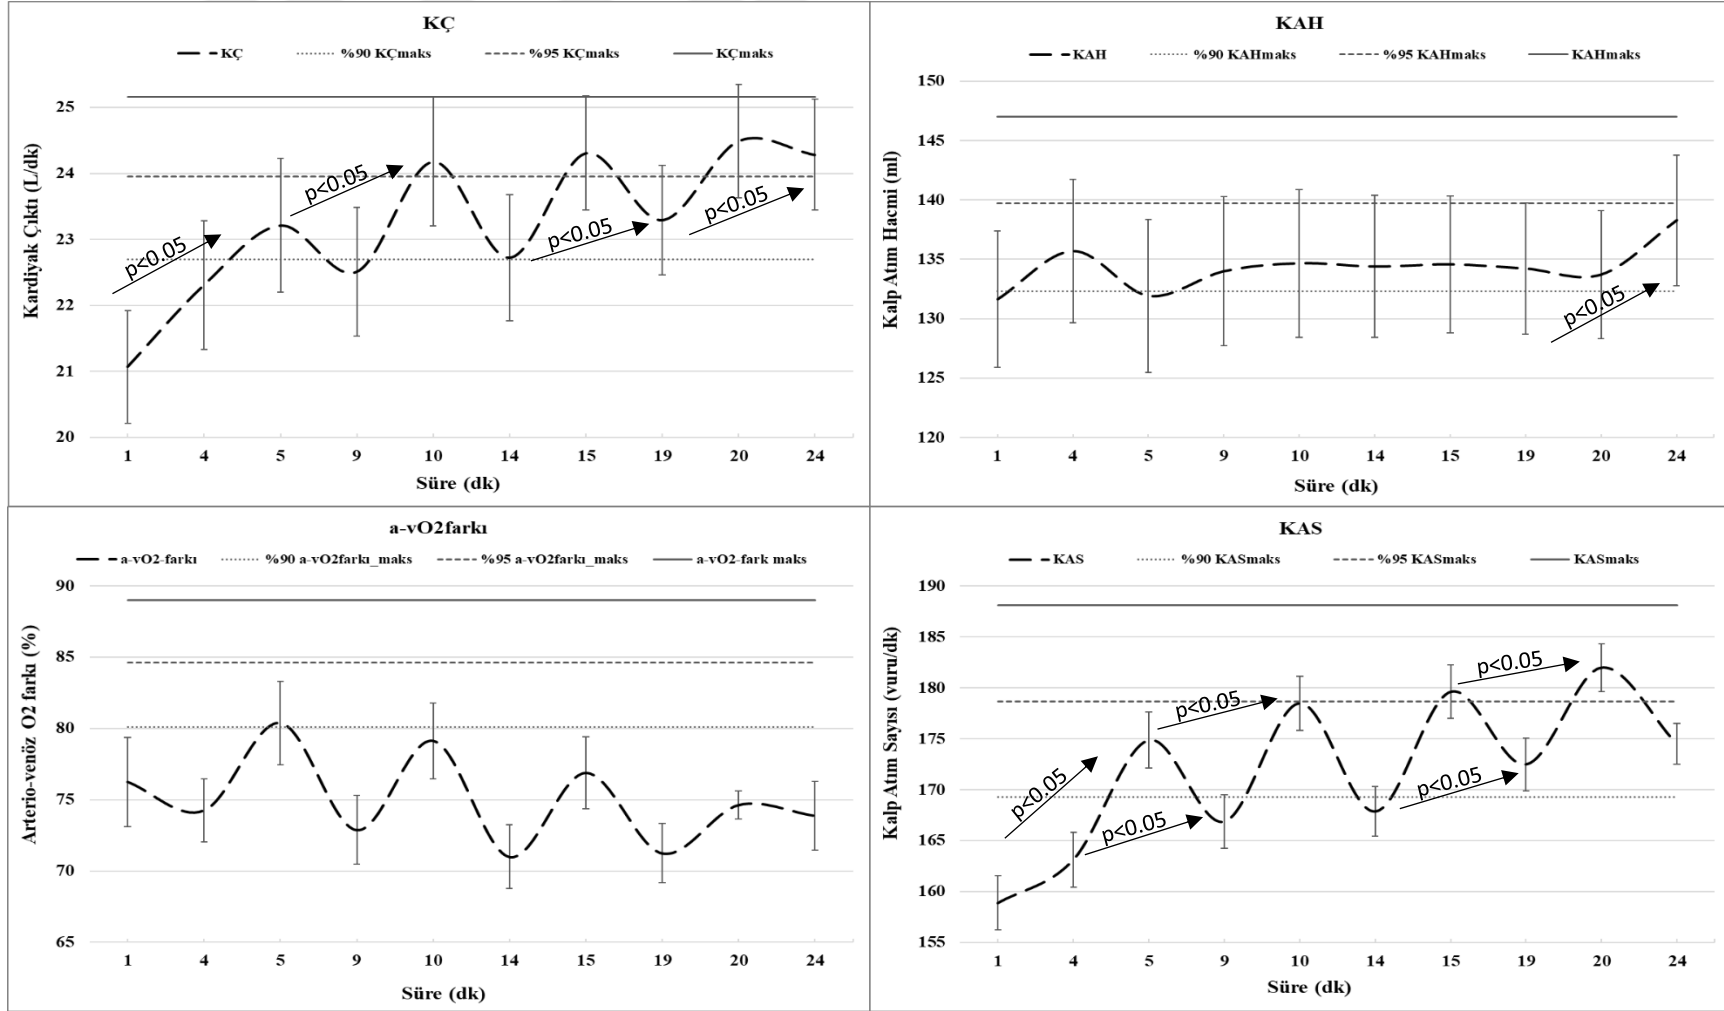 KÇ
KÇ %90 KÇmaks %95 KÇmaks KÇmaks
Kardiyak Çıktı (L/dk)
25
24
23
22
21
20
p<0.05
p<0.05
p<0.05
p<0.05
1 4 5 9 10 14 15 19 20 24
Süre (dk)
KAH
KAH %90 KAHmaks %95 KAHmaks KAHmaks
Kalp Atım Hacmi (ml)
150
145
140
135
130
125
120
p<0.05
1 4 5 9 10 14 15 19 20 24
Süre (dk)
a-vO2farkı
a-vO2-farkı %90 a-vO2farkı_maks %95 a-vO2farkı_maks a-vO2-fark maks
Arterio-venöz O2 farkı (%)
90
85
80
75
70
65
1 4 5 9 10 14 15 19 20 24
Süre (dk)
KAS
KAS %90 KASmaks %95 KASmaks KASmaks
Kalp Atım Sayısı (vuru/dk)
190
185
180
175
170
165
160
155
p<0.05
p<0.05
p<0.05
p<0.05
p<0.05
1 4 5 9 10 14 15 19 20 24
Süre (dk)